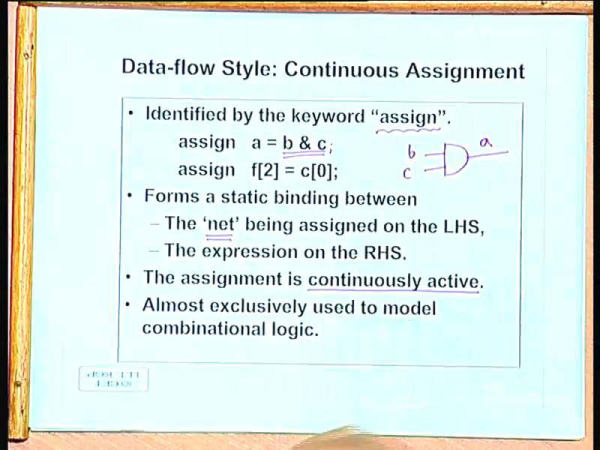 Data-flow Style: Continuous Assignment
• Identified by the keyword “assign”.
assign a = b & c;
assign f[2] = c[0];
b
c
a
• Forms a static binding between
– The ‘net’ being assigned on the LHS,
– The expression on the RHS.
• The assignment is continuously active.
• Almost exclusively used to model
combinational logic.